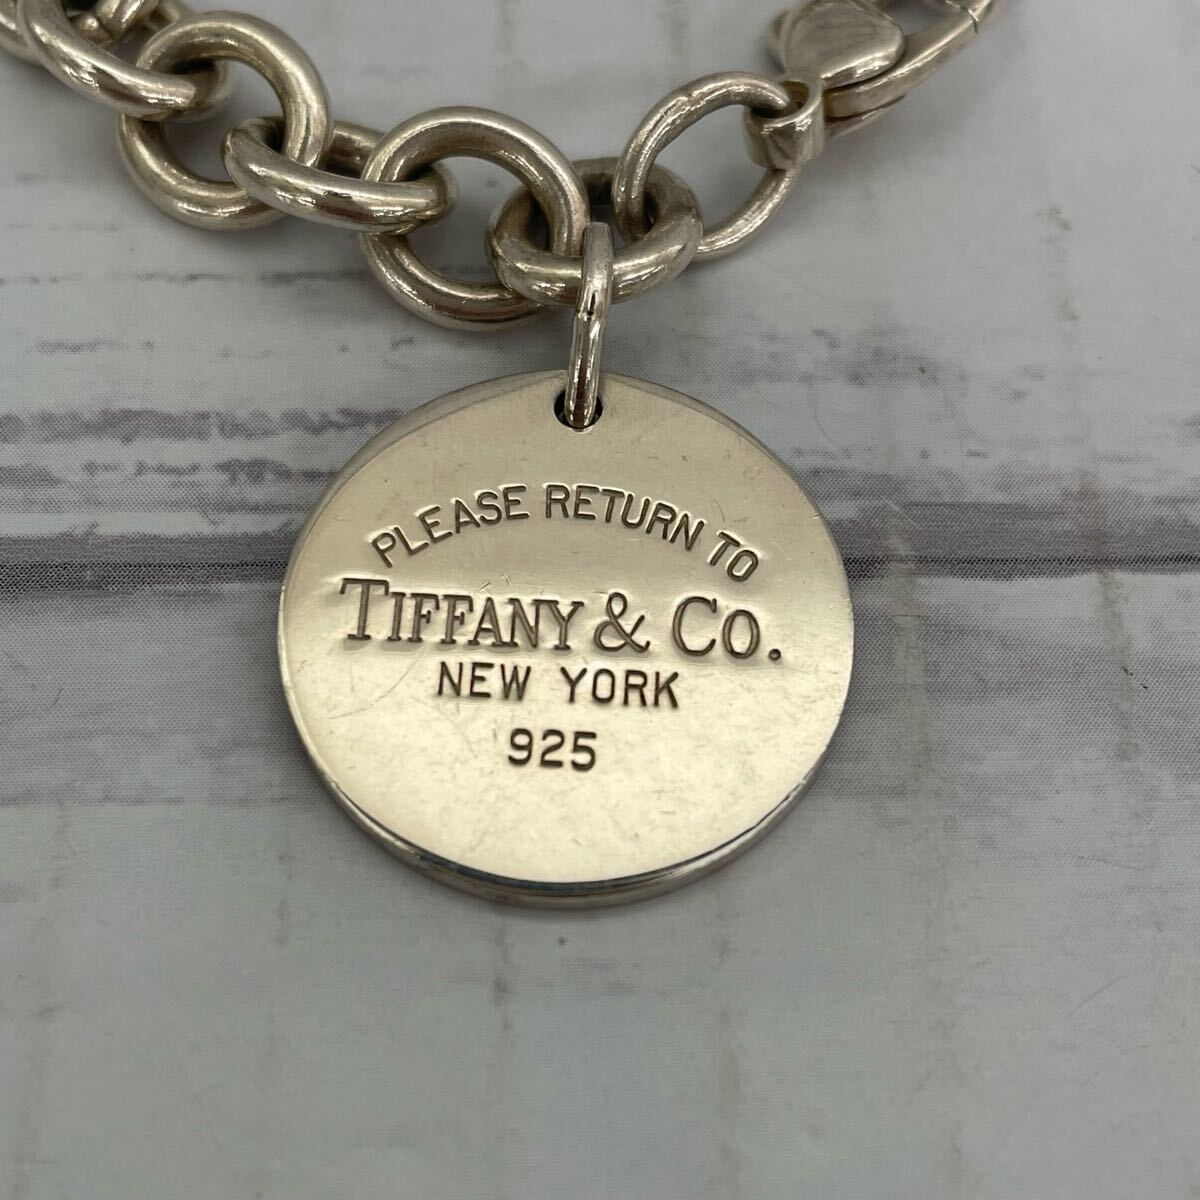 PLEASE RETURN TO
TIFFANY & CO.
NEW YORK
925